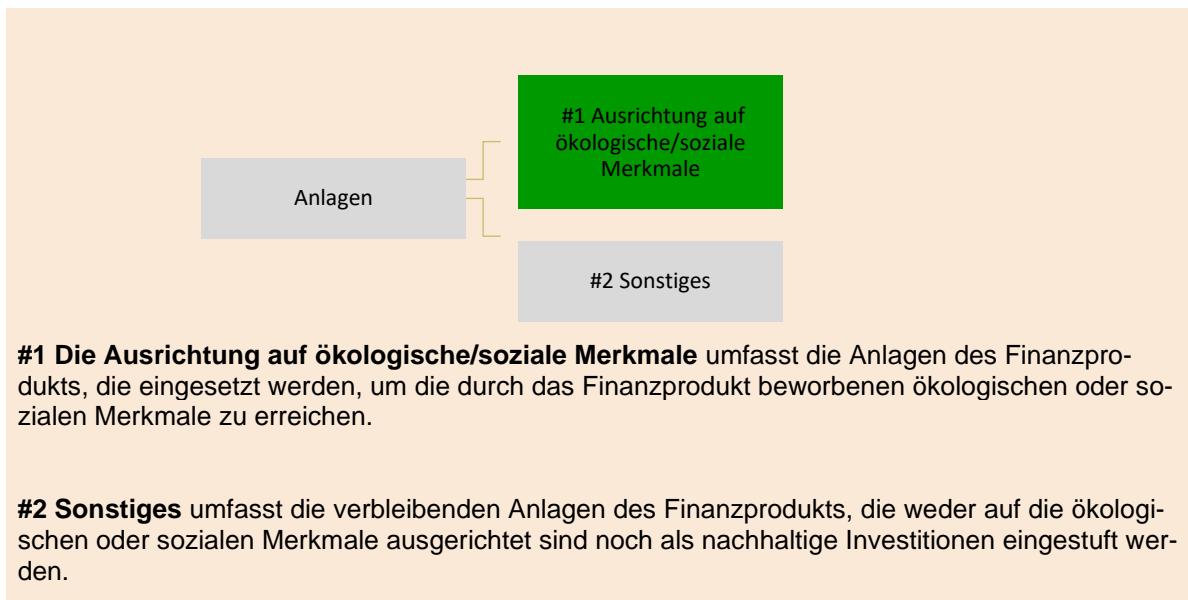 #1 Ausrichtung auf
ökologische/soziale
Merkmale
Anlagen
#2 Sonstiges
#1 Die Ausrichtung auf ökologische/soziale Merkmale umfasst die Anlagen des Finanzpro-
dukts, die eingesetzt werden, um die durch das Finanzprodukt beworbenen ökologischen oder so-
zialen Merkmale zu erreichen.
#2 Sonstiges umfasst die verbleibenden Anlagen des Finanzprodukts, die weder auf die ökologi-
schen oder sozialen Merkmale ausgerichtet sind noch als nachhaltige Investitionen eingestuft wer-
den.